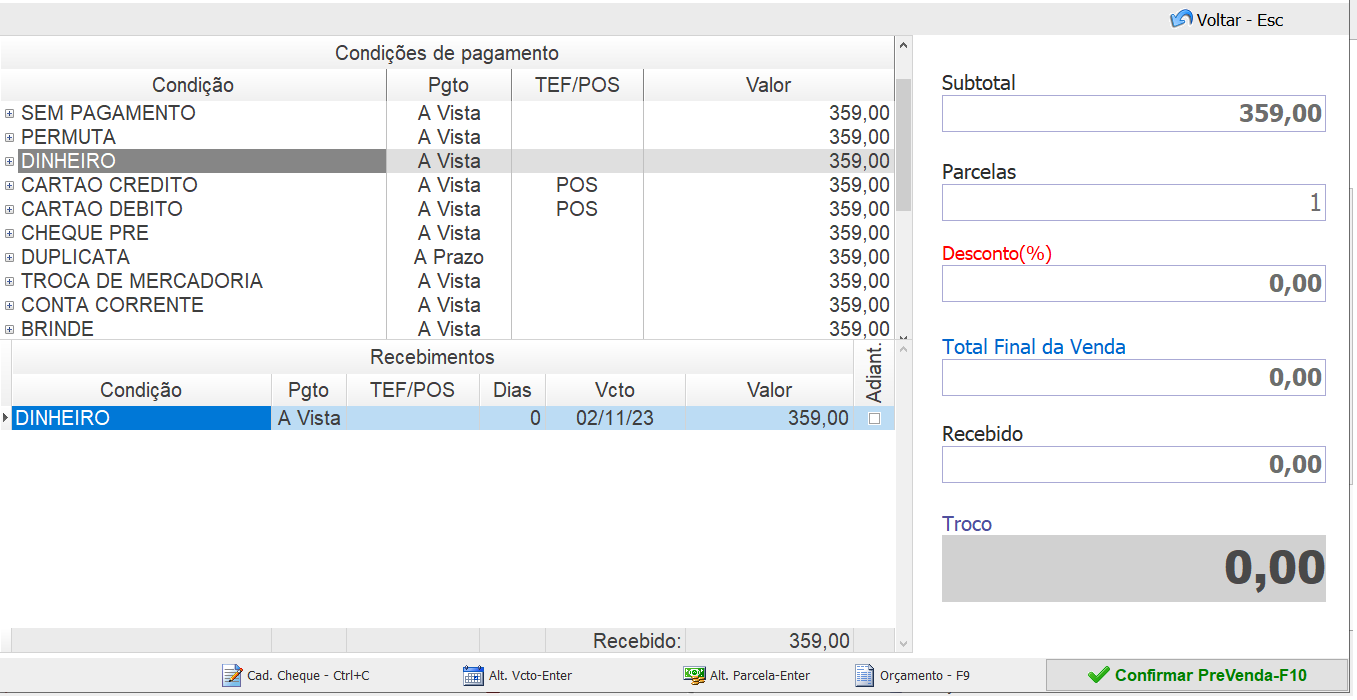 Voltar - Esc
Condições de pagamento
Condição Pgto TEF/POS Valor
SEM PAGAMENTO A Vista 359,00
PERMUTA A Vista 359,00
DINHEIRO A Vista 359,00
CARTAO CREDITO A Vista POS 359,00
CARTAO DEBITO A Vista POS 359,00
CHEQUE PRE A Vista 359,00
DUPLICATA A Prazo 359,00
TROCA DE MERCADORIA A Vista 359,00
CONTA CORRENTE A Vista 359,00
BRINDE A Vista 359,00
Recebimentos
Condição Pgto TEF/POS Dias Vcto Valor Adiant.
DINHEIRO A Vista 0 02/11/23 359,00
Recebido: 359,00
Subtotal
359,00
Parcelas
1
Desconto(%)
0,00
Total Final da Venda
0,00
Recebido
0,00
Troco
0,00
Cad. Cheque - Ctrl+C Alt. Vcto-Enter Alt. Parcela-Enter Orçamento - F9 Confirmar PreVenda-F10